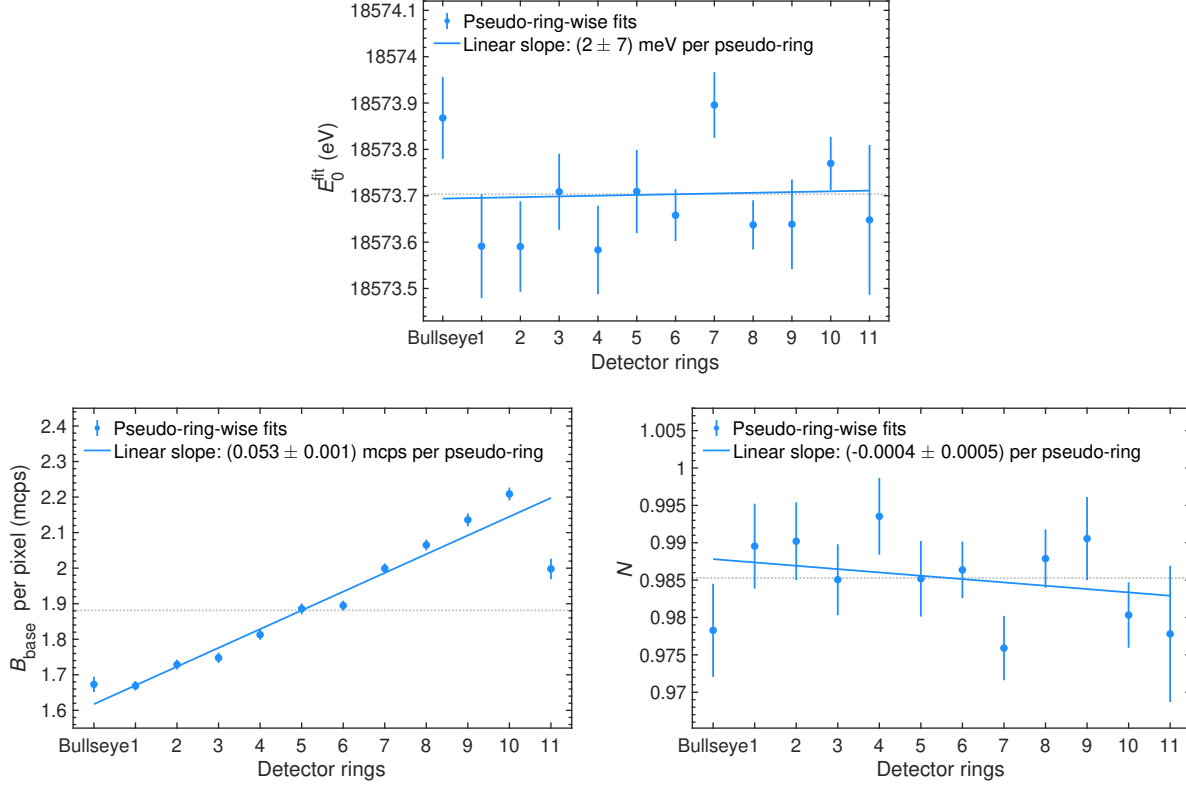 18574.1
18574
18573.9
18573.8
18573.7
18573.6
18573.5
E_0^fit (eV)
Pseudo-ring-wise fits
Linear slope: (2 ± 7) meV per pseudo-ring
Bullseye 1 2 3 4 5 6 7 8 9 10 11
Detector rings
2.4
2.3
2.2
2.1
2
1.9
1.8
1.7
1.6
B_base per pixel (mcps)
Pseudo-ring-wise fits
Linear slope: (0.053 ± 0.001) mcps per pseudo-ring
Bullseye 1 2 3 4 5 6 7 8 9 10 11
Detector rings
1.005
1
0.995
0.99
0.985
0.98
0.975
0.97
N
Pseudo-ring-wise fits
Linear slope: (-0.0004 ± 0.0005) per pseudo-ring
Bullseye 1 2 3 4 5 6 7 8 9 10 11
Detector rings